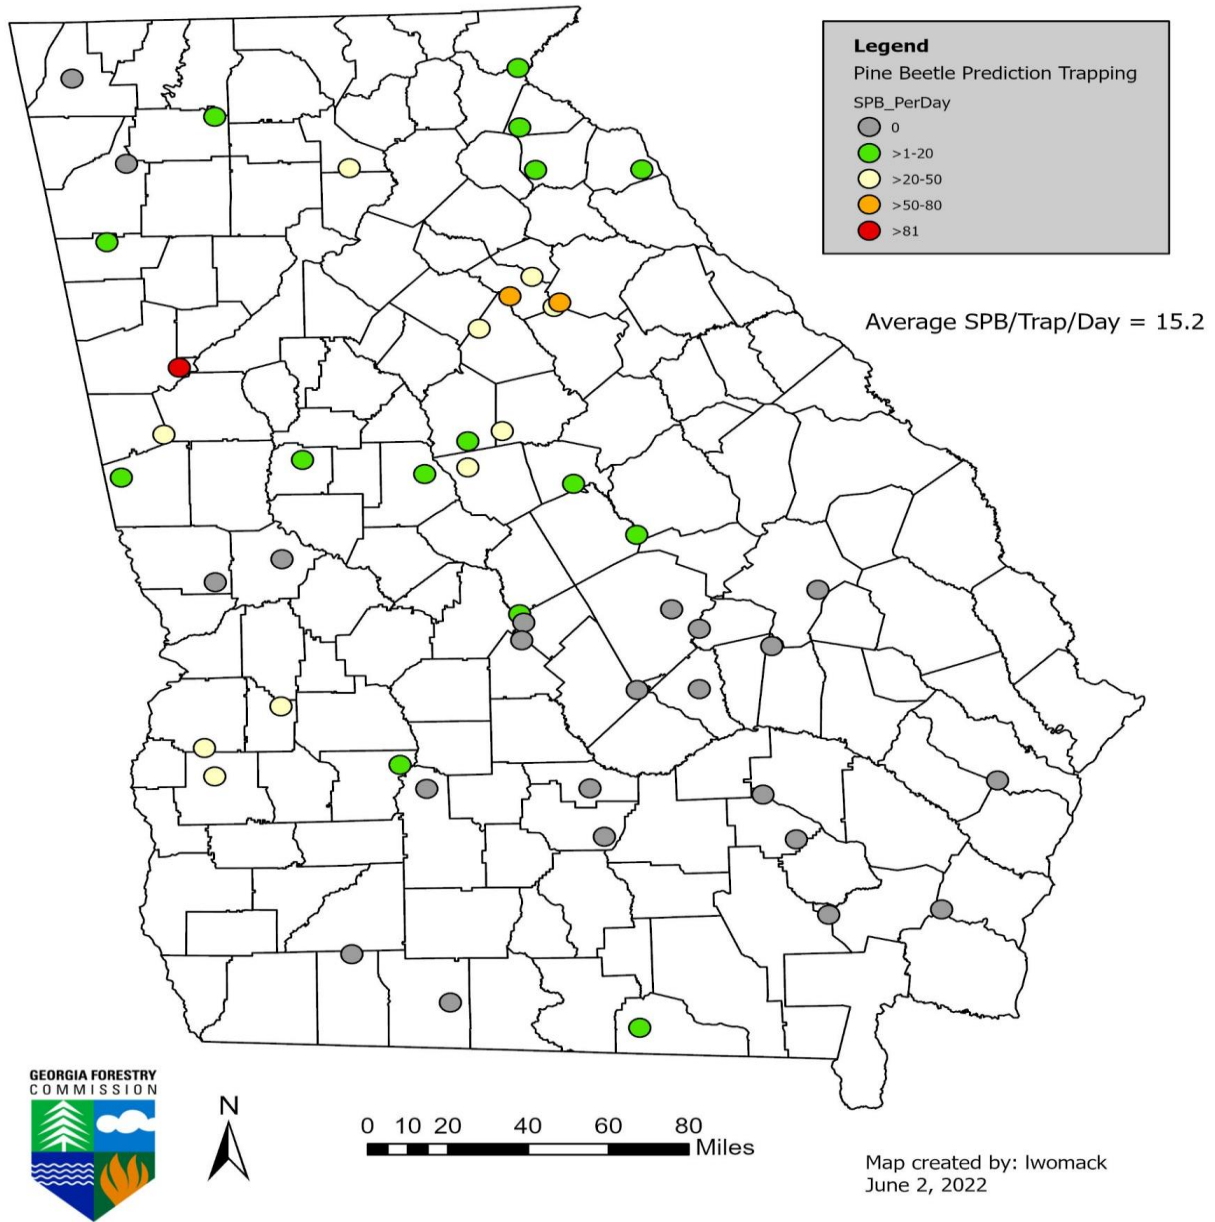 Legend
Pine Beetle Prediction Trapping
SPB_PerDay
0
>1-20
>20-50
>50-80
>81
Average SPB/Trap/Day = 15.2
GEORGIA FORESTRY
COMMISSION
N
0 10 20 40 60 80
Miles
Map created by: lwomack
June 2, 2022